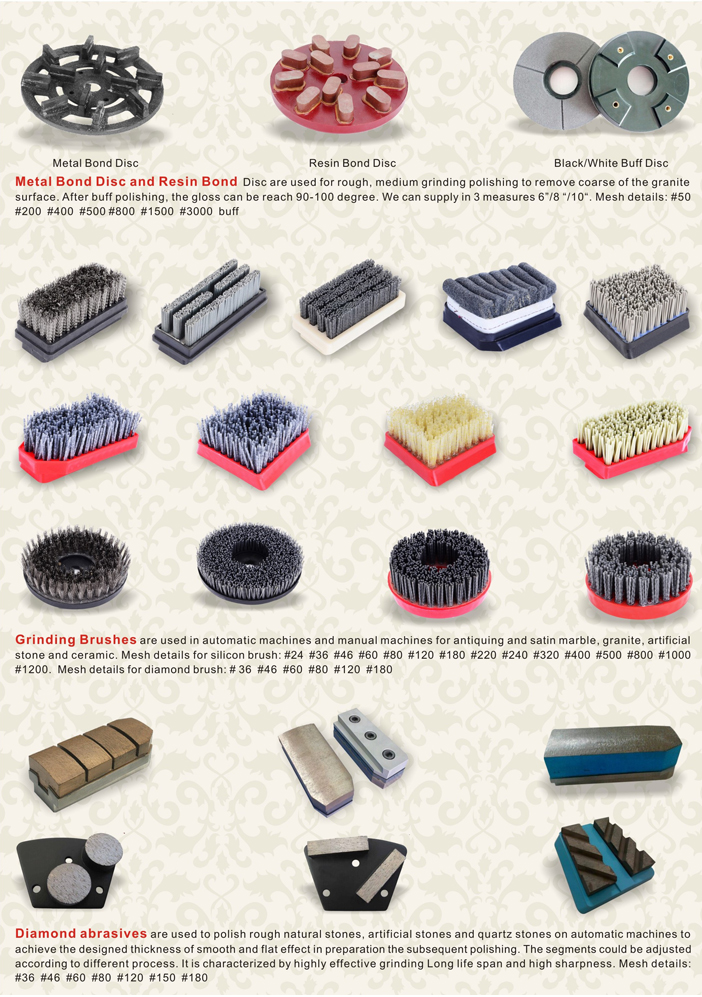 Metal Bond Disc
Resin Bond Disc
Black/White Buff Disc
Metal Bond Disc and Resin Bond Disc are used for rough, medium grinding polishing to remove coarse of the granite
surface. After buff polishing, the gloss can be reach 90-100 degree. We can supply in 3 measures 6"/8 "/10". Mesh details: #50
#200 #400 #500 #800 #1500 #3000 buff
Grinding Brushes are used in automatic machines and manual machines for antiquing and satin marble, granite, artificial
stone and ceramic. Mesh details for silicon brush: #24 #36 #46 #60 #80 #120 #180 #220 #240 #320 #400 #500 #800 #1000
#1200. Mesh details for diamond brush: # 36 #46 #60 #80 #120 #180
Diamond abrasives are used to polish rough natural stones, artificial stones and quartz stones on automatic machines to
achieve the designed thickness of smooth and flat effect in preparation the subsequent polishing. The segments could be adjusted
according to different process. It is characterized by highly effective grinding Long life span and high sharpness. Mesh details:
#36 #46 #60 #80 #120 #150 #180